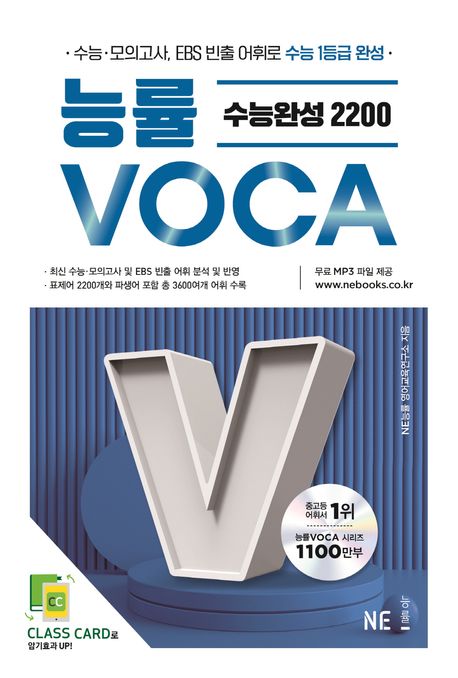 · 수능·모의고사, EBS 빈출 어휘로 수능 1등급 완성 ·
능률
수능완성 2200
VOCA
· 최신 수능·모의고사 및 EBS 빈출 어휘 분석 및 반영
· 표제어 2200개와 파생어 포함 총 3600여개 어휘 수록
무료 MP3 파일 제공
www.nebooks.co.kr
NE능률 영어교육연구소 지음
V
중고등
어휘서 1위
능률VOCA 시리즈
1100만부
CC
CLASS CARD로
암기효과 UP!
NE 능률